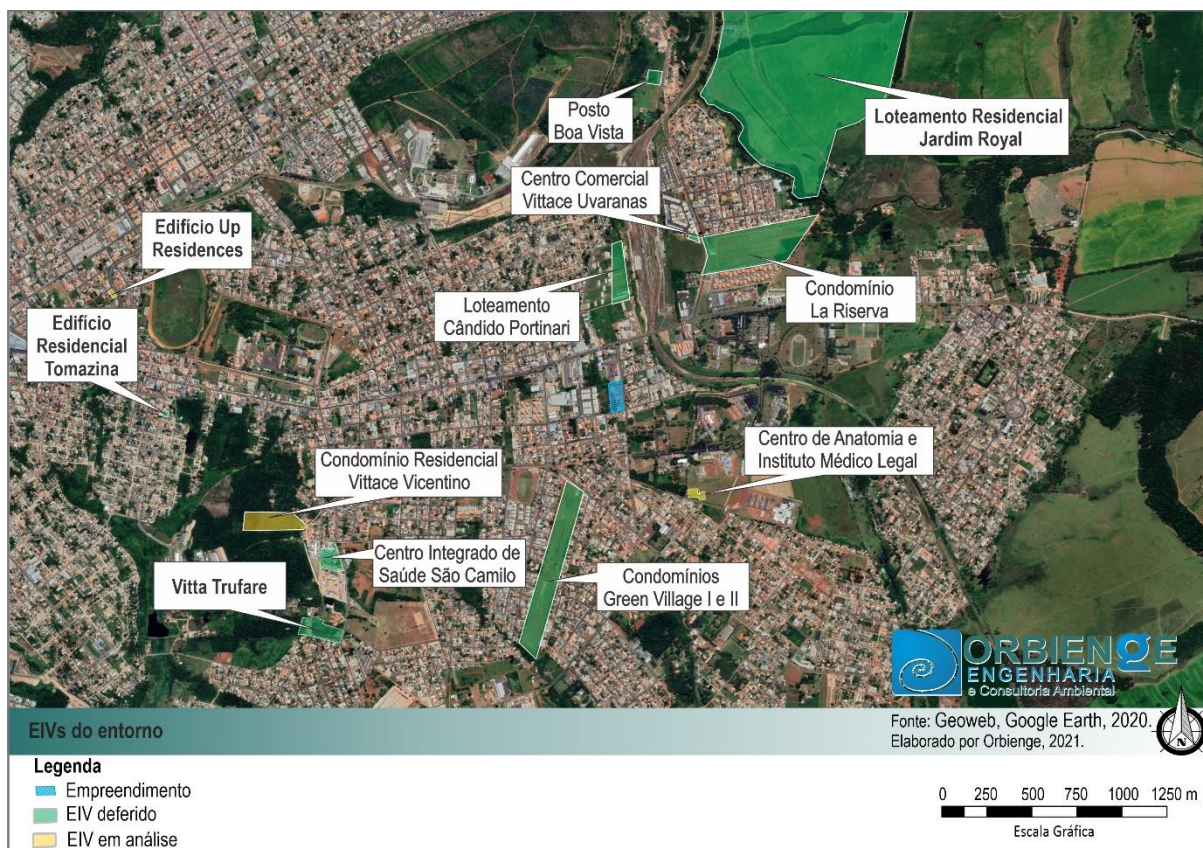 Posto
Boa Vista
Loteamento Residencial
Jardim Royal
Centro Comercial
Vittace Uvaranas
Edifício Up
Residences
Loteamento
Cândido Portinari
Condomínio
La Riserva
Edifício
Residencial
Tomazina
Centro de Anatomia e
Instituto Médico Legal
Condomínio Residencial
Vittace Vicentino
Centro Integrado de
Saúde São Camilo
Condomínios
Green Village I e II
Vitta Trufare
ORBIENGE
ENGENHARIA
e Consultoria Ambiental
EIVs do entorno
Fonte: Geoweb, Google Earth, 2020.
Elaborado por Orbienge, 2021.
N
Legenda
Empreendimento
EIV deferido
EIV em análise
0 250 500 750 1000 1250 m
Escala Gráfica